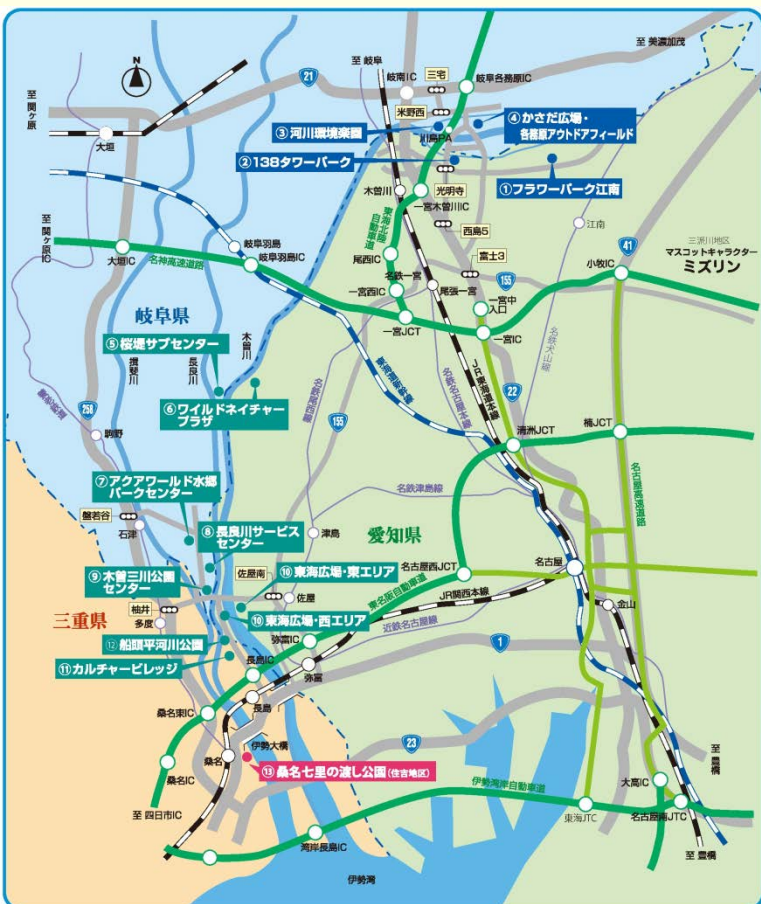 至 美濃加茂
至 岐阜
N
21
岐南IC
三宅
岐阜各務原IC
至 関ヶ原
大垣
米野西
③河川環境楽園
川島PA
④かさだ広場・
各務原アウトドアフィールド
②138タワーパーク
①フラワーパーク江南
木曽川
光明寺
一宮木曽川IC
江南
東海北陸
自動車道
西島5
富士3
三派川地区
マスコットキャラクター
ミズリン
41
小牧IC
155
至 関ヶ原IC
大垣IC
名神高速道路
岐阜羽島
岐阜羽島IC
尾西IC
名鉄一宮
一宮西IC
尾張一宮
一宮中
入口
一宮JCT
一宮IC
名鉄犬山線
岐阜県
木曽川
⑤桜堤サブセンター
揖斐川
長良川
東海道新幹線
JR東海道本線
22
⑥ワイルドネイチャー
プラザ
名鉄尾西線
名鉄名古屋本線
155
258
駒野
清洲JCT
楠JCT
⑦アクアワールド水郷
パークセンター
名鉄津島線
名古屋高速道路
盤若谷
石津
⑧長良川サービス
センター
津島
愛知県
名古屋西JCT
名古屋
⑨木曽三川公園
センター
佐屋南
⑩東海広場・東エリア
佐屋
東名阪自動車道
JR関西本線
金山
柚井
三重県
多度
⑩東海広場・西エリア
弥富IC
近鉄名古屋線
⑫船頭平河川公園
1
⑪カルチャービレッジ
長島IC
弥富
桑名東IC
長島
伊勢大橋
23
桑名
⑬桑名七里の渡し公園(住吉地区)
至 豊橋
桑名IC
大高IC
伊勢湾岸自動車道
至 四日市IC
東海JTC
名古屋南JTC
湾岸長島IC
至 豊橋
伊勢湾